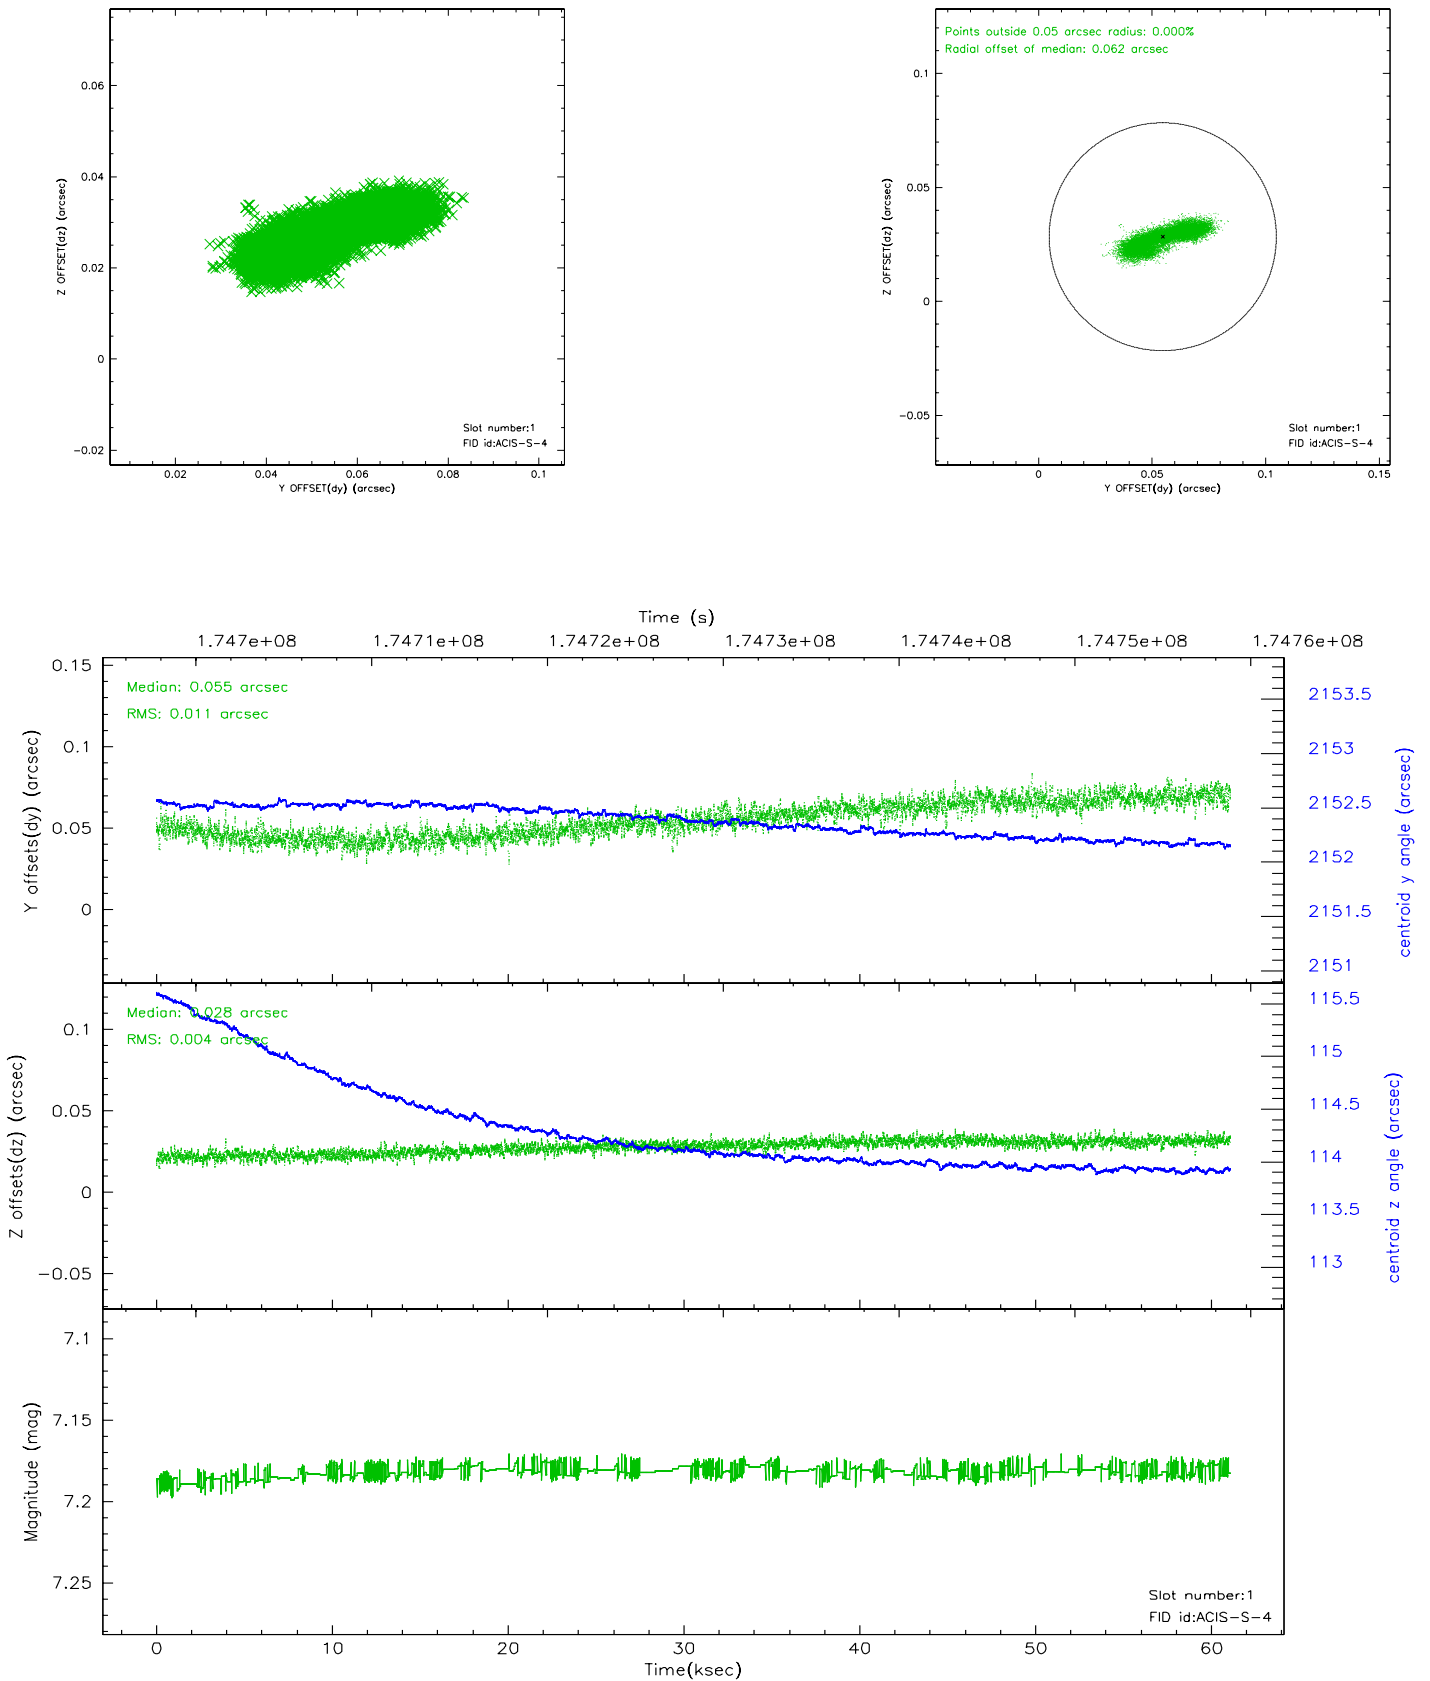 0.06
0.04
0.02
0
−0.02
Z OFFSET(dz) (arcsec)
Slot number:1
FID id:ACIS−S−4
0.02 0.04 0.06 0.08 0.1
Y OFFSET(dy) (arcsec)
Points outside 0.05 arcsec radius: 0.000%
Radial offset of median: 0.062 arcsec
0.1
0.05
0
−0.05
Z OFFSET(dz) (arcsec)
Slot number:1
FID id:ACIS−S−4
0 0.05 0.1 0.15
Y OFFSET(dy) (arcsec)
Time (s)
1.747e+08 1.7471e+08 1.7472e+08 1.7473e+08 1.7474e+08 1.7475e+08 1.7476e+08
Median: 0.055 arcsec
RMS: 0.011 arcsec
0.15
0.1
0.05
0
Y offsets(dy) (arcsec)
2153.5
2153
2152.5
2152
2151.5
2151
centroid y angle (arcsec)
Median: 0.028 arcsec
RMS: 0.004 arcsec
0.1
0.05
0
−0.05
Z offsets(dz) (arcsec)
115.5
115
114.5
114
113.5
113
centroid z angle (arcsec)
7.1
7.15
7.2
7.25
Magnitude (mag)
Slot number:1
FID id:ACIS−S−4
0 10 20 30 40 50 60
Time(ksec)